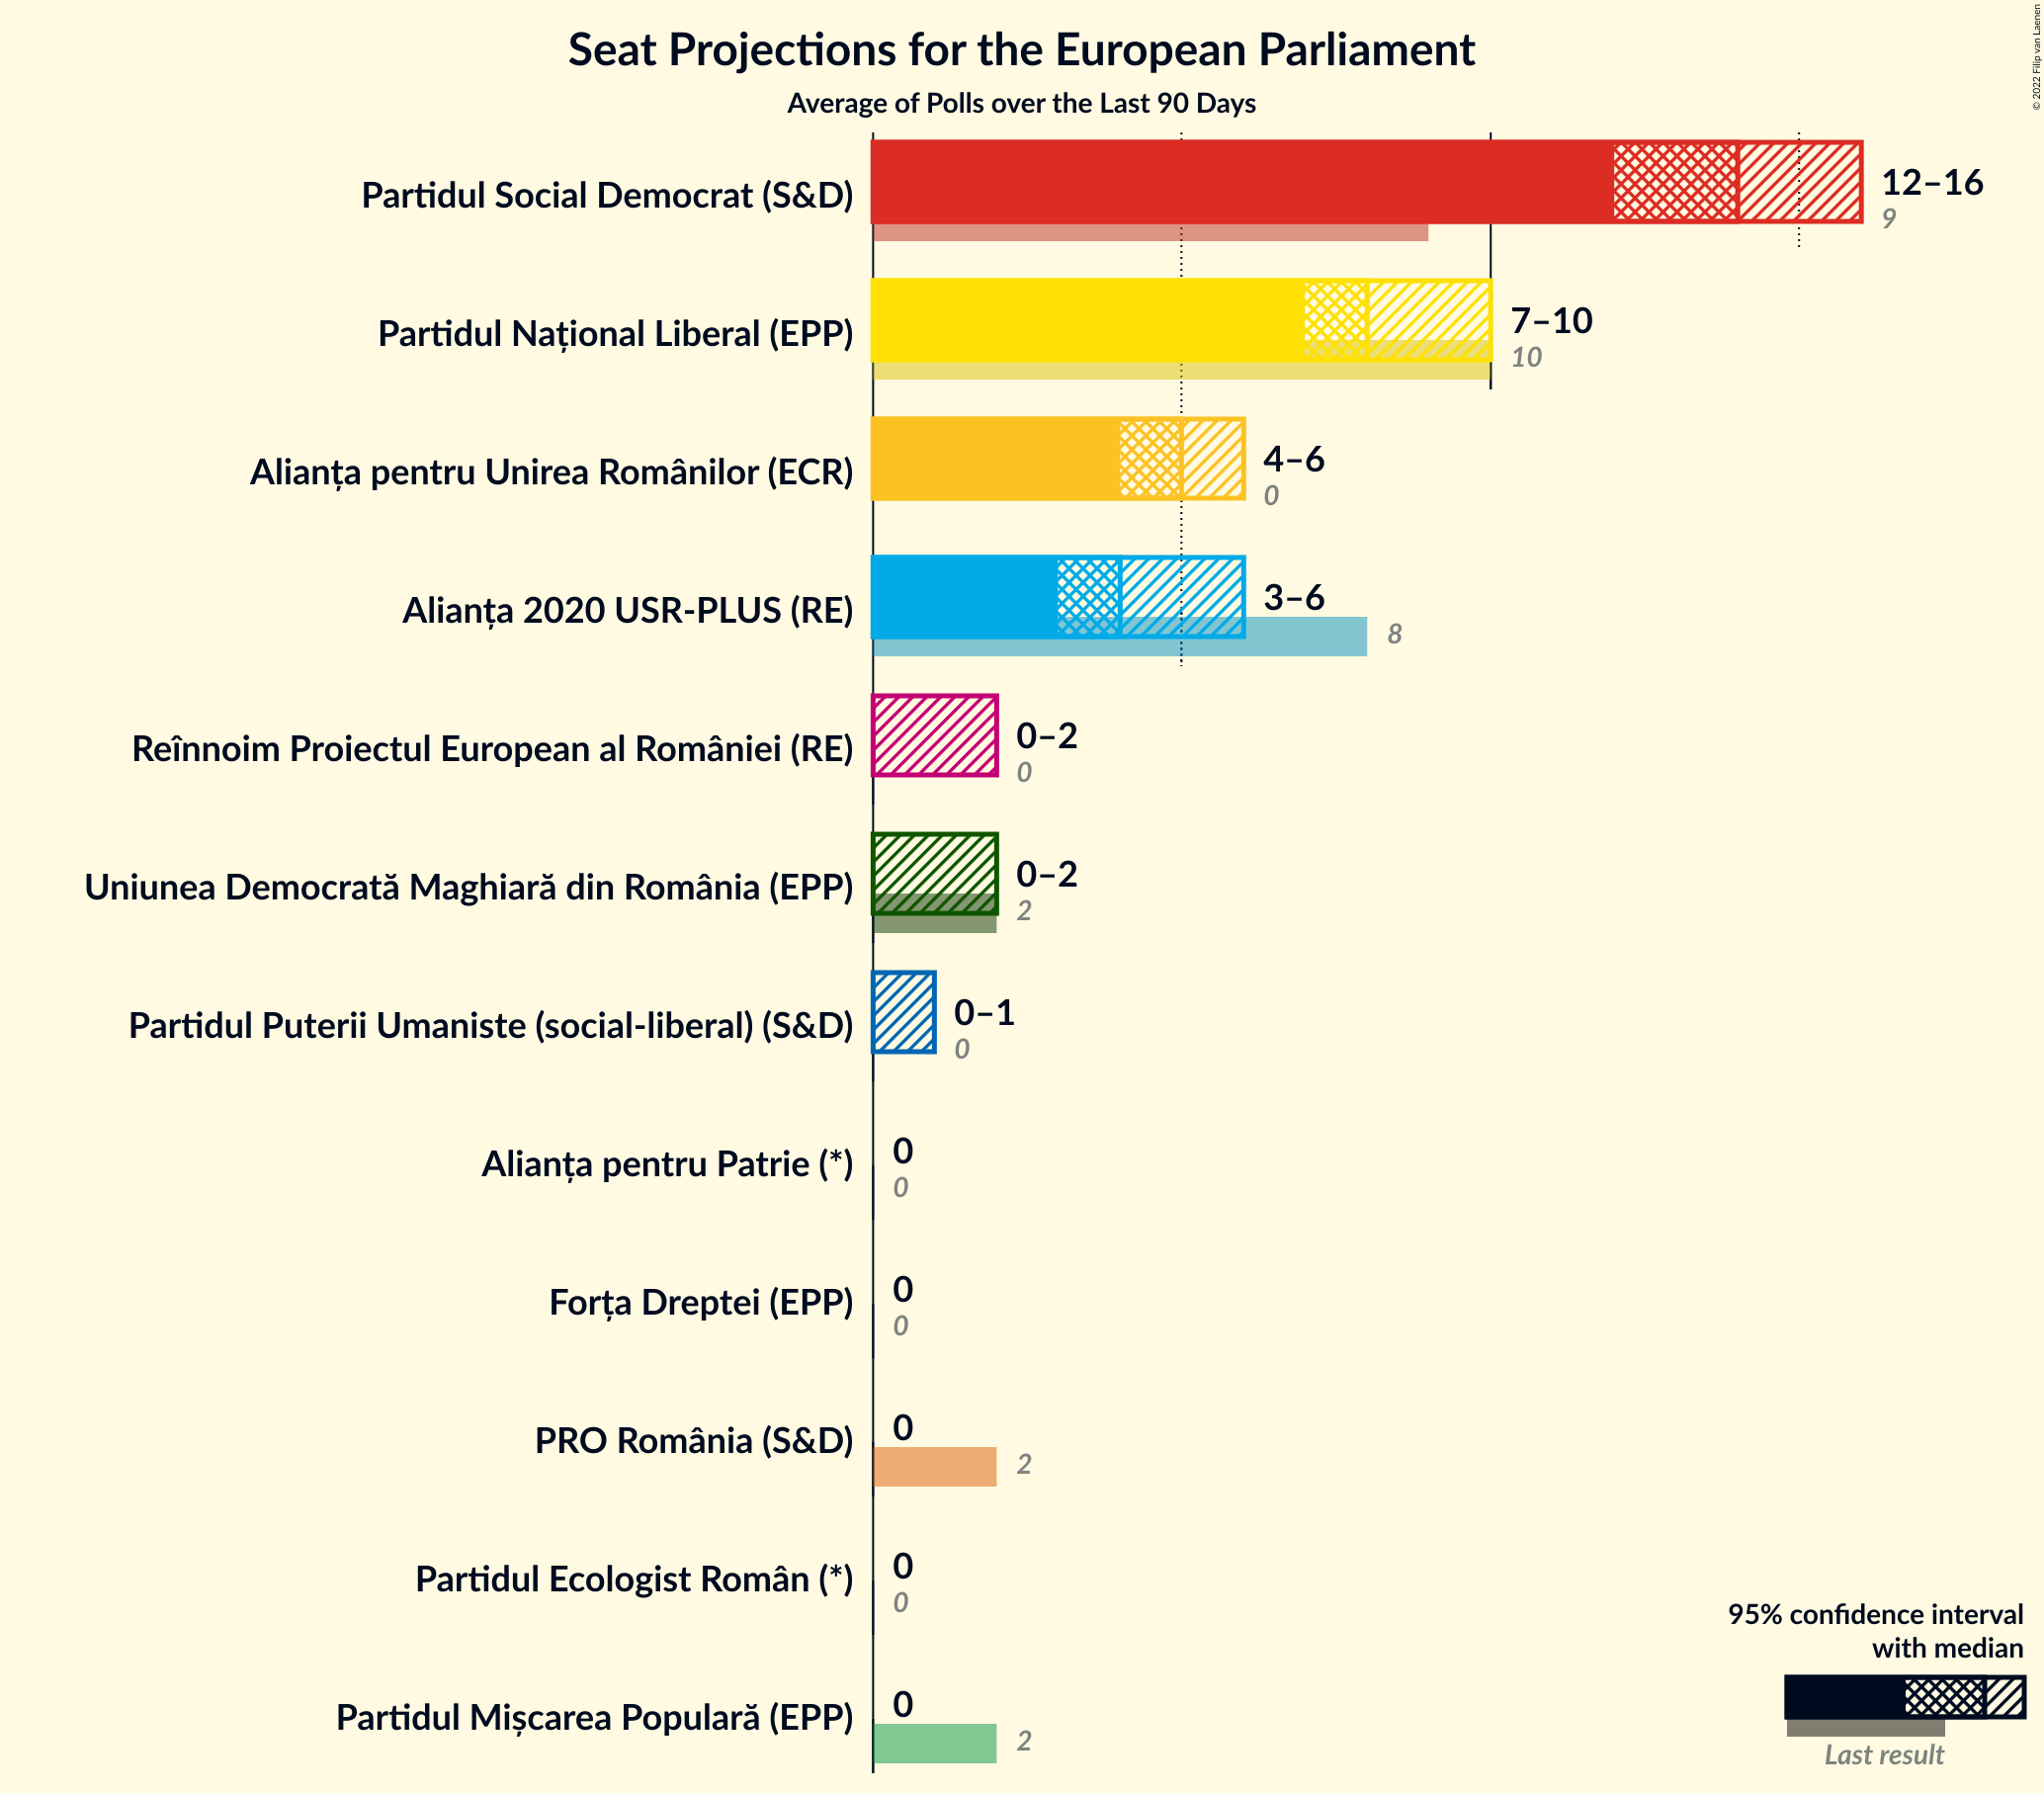 © 2022 Filip van Laenen
Seat Projections for the European Parliament
Average of Polls over the Last 90 Days
Partidul Social Democrat (S&D)
12–16
9
Partidul Național Liberal (EPP)
7–10
10
Alianța pentru Unirea Românilor (ECR)
4–6
0
Alianța 2020 USR-PLUS (RE)
3–6
8
Reînnoim Proiectul European al României (RE)
0–2
0
Uniunea Democrată Maghiară din România (EPP)
0–2
2
Partidul Puterii Umaniste (social-liberal) (S&D)
0–1
0
Alianța pentru Patrie (*)
0
0
Forța Dreptei (EPP)
0
0
PRO România (S&D)
0
2
Partidul Ecologist Român (*)
0
0
Partidul Mișcarea Populară (EPP)
0
2
95% confidence interval
with median
Last result